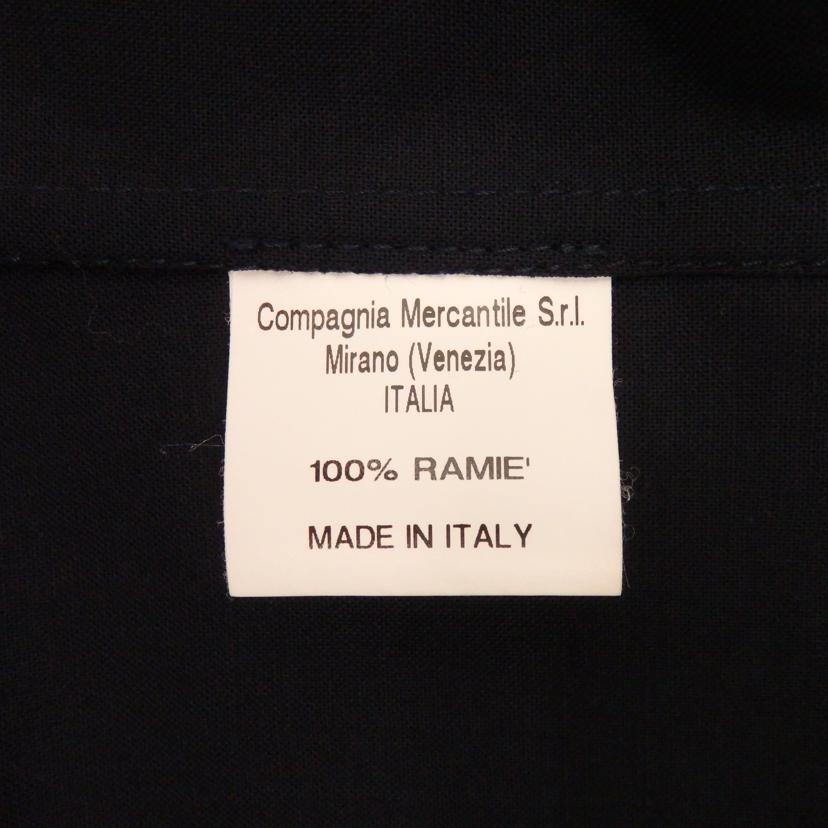 Compagnia Mercantile S.r.l.
Mirano (Venezia)
ITALIA
100% RAMIE'
MADE IN ITALY